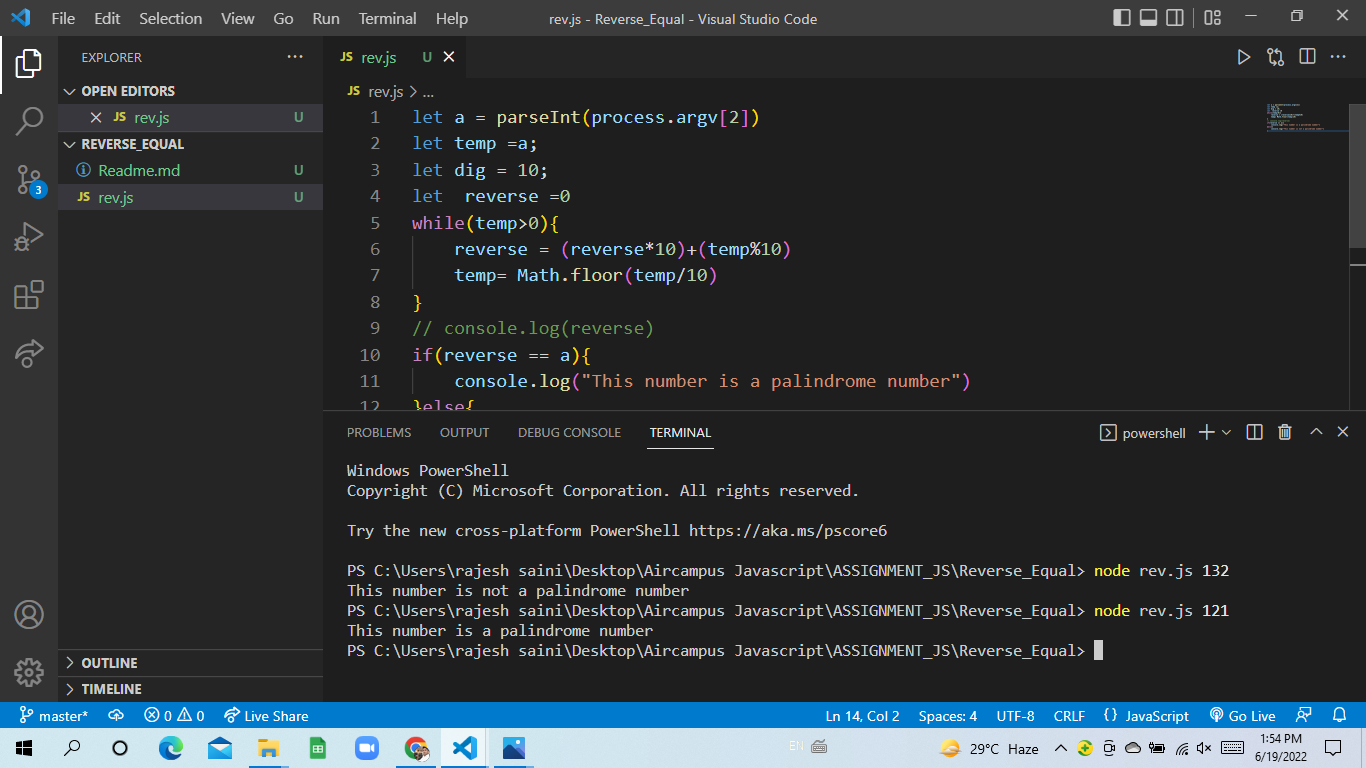 File Edit Selection View Go Run Terminal Help rev.js - Reverse_Equal - Visual Studio Code
EXPLORER ...
OPEN EDITORS
JS rev.js U
REVERSE_EQUAL
Readme.md U
JS rev.js U
OUTLINE
TIMELINE
3
JS rev.js U
JS rev.js > ...
1 let a = parseInt(process.argv[2])
2 let temp =a;
3 let dig = 10;
4 let  reverse =0
5 while(temp>0){
6     reverse = (reverse*10)+(temp%10)
7     temp= Math.floor(temp/10)
8 }
9 // console.log(reverse)
10 if(reverse == a){
11     console.log("This number is a palindrome number")
12 }else{
PROBLEMS OUTPUT DEBUG CONSOLE TERMINAL powershell
Windows PowerShell
Copyright (C) Microsoft Corporation. All rights reserved.
Try the new cross-platform PowerShell https://aka.ms/pscore6
PS C:\Users\rajesh saini\Desktop\Aircampus Javascript\ASSIGNMENT_JS\Reverse_Equal> node rev.js 132
This number is not a palindrome number
PS C:\Users\rajesh saini\Desktop\Aircampus Javascript\ASSIGNMENT_JS\Reverse_Equal> node rev.js 121
This number is a palindrome number
PS C:\Users\rajesh saini\Desktop\Aircampus Javascript\ASSIGNMENT_JS\Reverse_Equal>
master* 0 0 Live Share Ln 14, Col 2 Spaces: 4 UTF-8 CRLF {} JavaScript Go Live
EN 29°C Haze 1:54 PM
6/19/2022